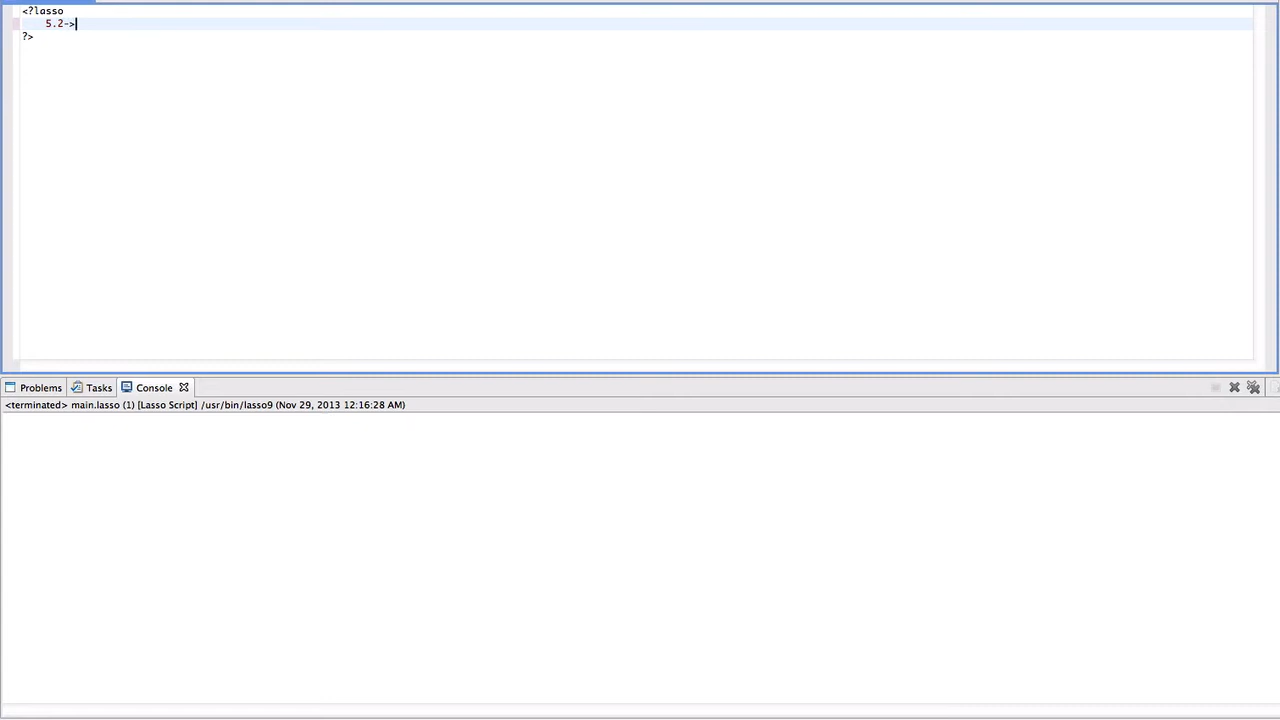 <?lasso
5.2->
?>
Problems Tasks Console
<terminated> main.lasso (1) [Lasso Script] /usr/bin/lasso9 (Nov 29, 2013 12:16:28 AM)